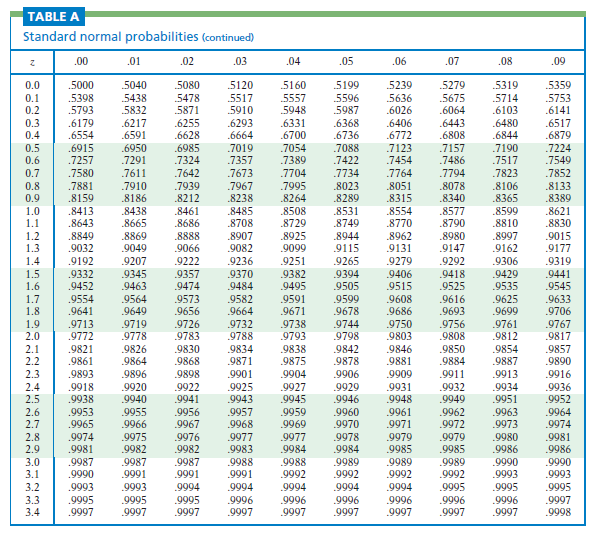 TABLE A
Standard normal probabilities (continued)
z .00 .01 .02 .03 .04 .05 .06 .07 .08 .09
0.0 .5000 .5040 .5080 .5120 .5160 .5199 .5239 .5279 .5319 .5359
0.1 .5398 .5438 .5478 .5517 .5557 .5596 .5636 .5675 .5714 .5753
0.2 .5793 .5832 .5871 .5910 .5948 .5987 .6026 .6064 .6103 .6141
0.3 .6179 .6217 .6255 .6293 .6331 .6368 .6406 .6443 .6480 .6517
0.4 .6554 .6591 .6628 .6664 .6700 .6736 .6772 .6808 .6844 .6879
0.5 .6915 .6950 .6985 .7019 .7054 .7088 .7123 .7157 .7190 .7224
0.6 .7257 .7291 .7324 .7357 .7389 .7422 .7454 .7486 .7517 .7549
0.7 .7580 .7611 .7642 .7673 .7704 .7734 .7764 .7794 .7823 .7852
0.8 .7881 .7910 .7939 .7967 .7995 .8023 .8051 .8078 .8106 .8133
0.9 .8159 .8186 .8212 .8238 .8264 .8289 .8315 .8340 .8365 .8389
1.0 .8413 .8438 .8461 .8485 .8508 .8531 .8554 .8577 .8599 .8621
1.1 .8643 .8665 .8686 .8708 .8729 .8749 .8770 .8790 .8810 .8830
1.2 .8849 .8869 .8888 .8907 .8925 .8944 .8962 .8980 .8997 .9015
1.3 .9032 .9049 .9066 .9082 .9099 .9115 .9131 .9147 .9162 .9177
1.4 .9192 .9207 .9222 .9236 .9251 .9265 .9279 .9292 .9306 .9319
1.5 .9332 .9345 .9357 .9370 .9382 .9394 .9406 .9418 .9429 .9441
1.6 .9452 .9463 .9474 .9484 .9495 .9505 .9515 .9525 .9535 .9545
1.7 .9554 .9564 .9573 .9582 .9591 .9599 .9608 .9616 .9625 .9633
1.8 .9641 .9649 .9656 .9664 .9671 .9678 .9686 .9693 .9699 .9706
1.9 .9713 .9719 .9726 .9732 .9738 .9744 .9750 .9756 .9761 .9767
2.0 .9772 .9778 .9783 .9788 .9793 .9798 .9803 .9808 .9812 .9817
2.1 .9821 .9826 .9830 .9834 .9838 .9842 .9846 .9850 .9854 .9857
2.2 .9861 .9864 .9868 .9871 .9875 .9878 .9881 .9884 .9887 .9890
2.3 .9893 .9896 .9898 .9901 .9904 .9906 .9909 .9911 .9913 .9916
2.4 .9918 .9920 .9922 .9925 .9927 .9929 .9931 .9932 .9934 .9936
2.5 .9938 .9940 .9941 .9943 .9945 .9946 .9948 .9949 .9951 .9952
2.6 .9953 .9955 .9956 .9957 .9959 .9960 .9961 .9962 .9963 .9964
2.7 .9965 .9966 .9967 .9968 .9969 .9970 .9971 .9972 .9973 .9974
2.8 .9974 .9975 .9976 .9977 .9977 .9978 .9979 .9979 .9980 .9981
2.9 .9981 .9982 .9982 .9983 .9984 .9984 .9985 .9985 .9986 .9986
3.0 .9987 .9987 .9987 .9988 .9988 .9989 .9989 .9989 .9990 .9990
3.1 .9990 .9991 .9991 .9991 .9992 .9992 .9992 .9992 .9993 .9993
3.2 .9993 .9993 .9994 .9994 .9994 .9994 .9994 .9995 .9995 .9995
3.3 .9995 .9995 .9995 .9996 .9996 .9996 .9996 .9996 .9996 .9997
3.4 .9997 .9997 .9997 .9997 .9997 .9997 .9997 .9997 .9997 .9998